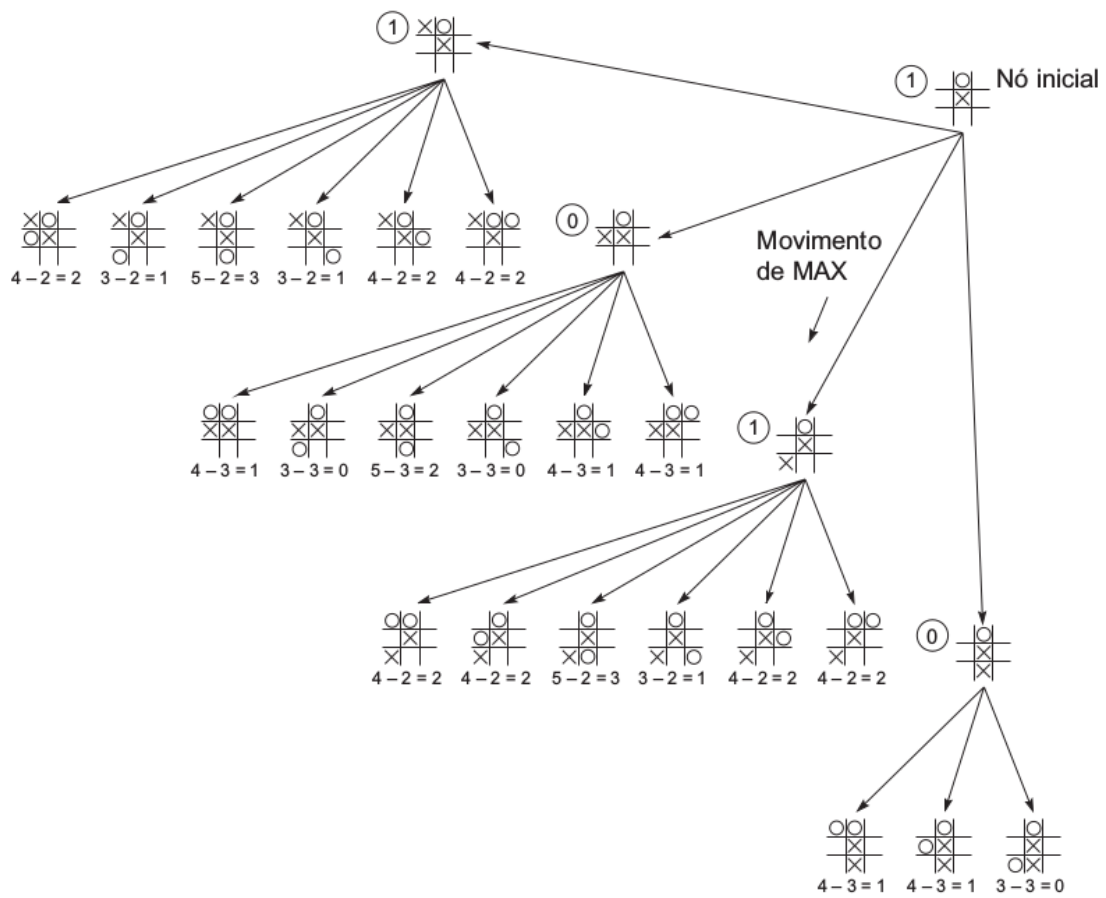 1
1 Nó inicial
4 – 2 = 2 3 – 2 = 1 5 – 2 = 3 3 – 2 = 1 4 – 2 = 2 4 – 2 = 2
0
Movimento
de MAX
4 – 3 = 1 3 – 3 = 0 5 – 3 = 2 3 – 3 = 0 4 – 3 = 1 4 – 3 = 1
1
4 – 2 = 2 4 – 2 = 2 5 – 2 = 3 3 – 2 = 1 4 – 2 = 2 4 – 2 = 2
0
4 – 3 = 1 4 – 3 = 1 3 – 3 = 0